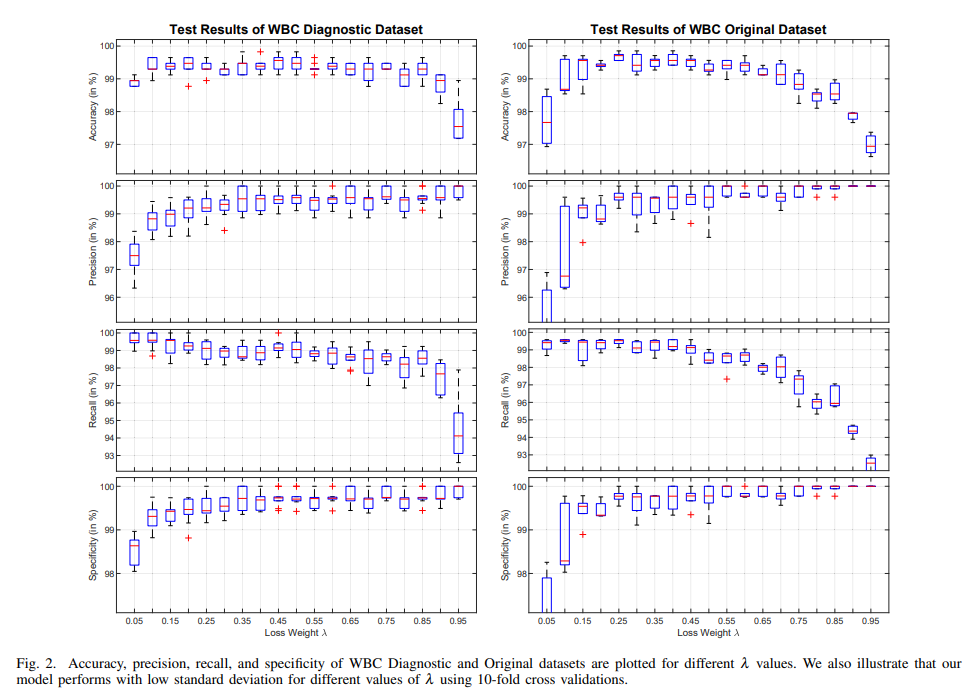 Test Results of WBC Diagnostic Dataset
100
99
98
97
Accuracy (in %)
100
99
98
97
96
Precision (in %)
100
99
98
97
96
95
94
93
Recall (in %)
100
99
98
Specificity (in %)
0.05 0.15 0.25 0.35 0.45 0.55 0.65 0.75 0.85 0.95
Loss Weight λ
Test Results of WBC Original Dataset
100
99
98
97
Accuracy (in %)
100
99
98
97
96
Precision (in %)
100
99
98
97
96
95
94
93
Recall (in %)
100
99
98
Specificity (in %)
0.05 0.15 0.25 0.35 0.45 0.55 0.65 0.75 0.85 0.95
Loss Weight λ
Fig. 2. Accuracy, precision, recall, and specificity of WBC Diagnostic and Original datasets are plotted for different λ values. We also illustrate that our
model performs with low standard deviation for different values of λ using 10-fold cross validations.